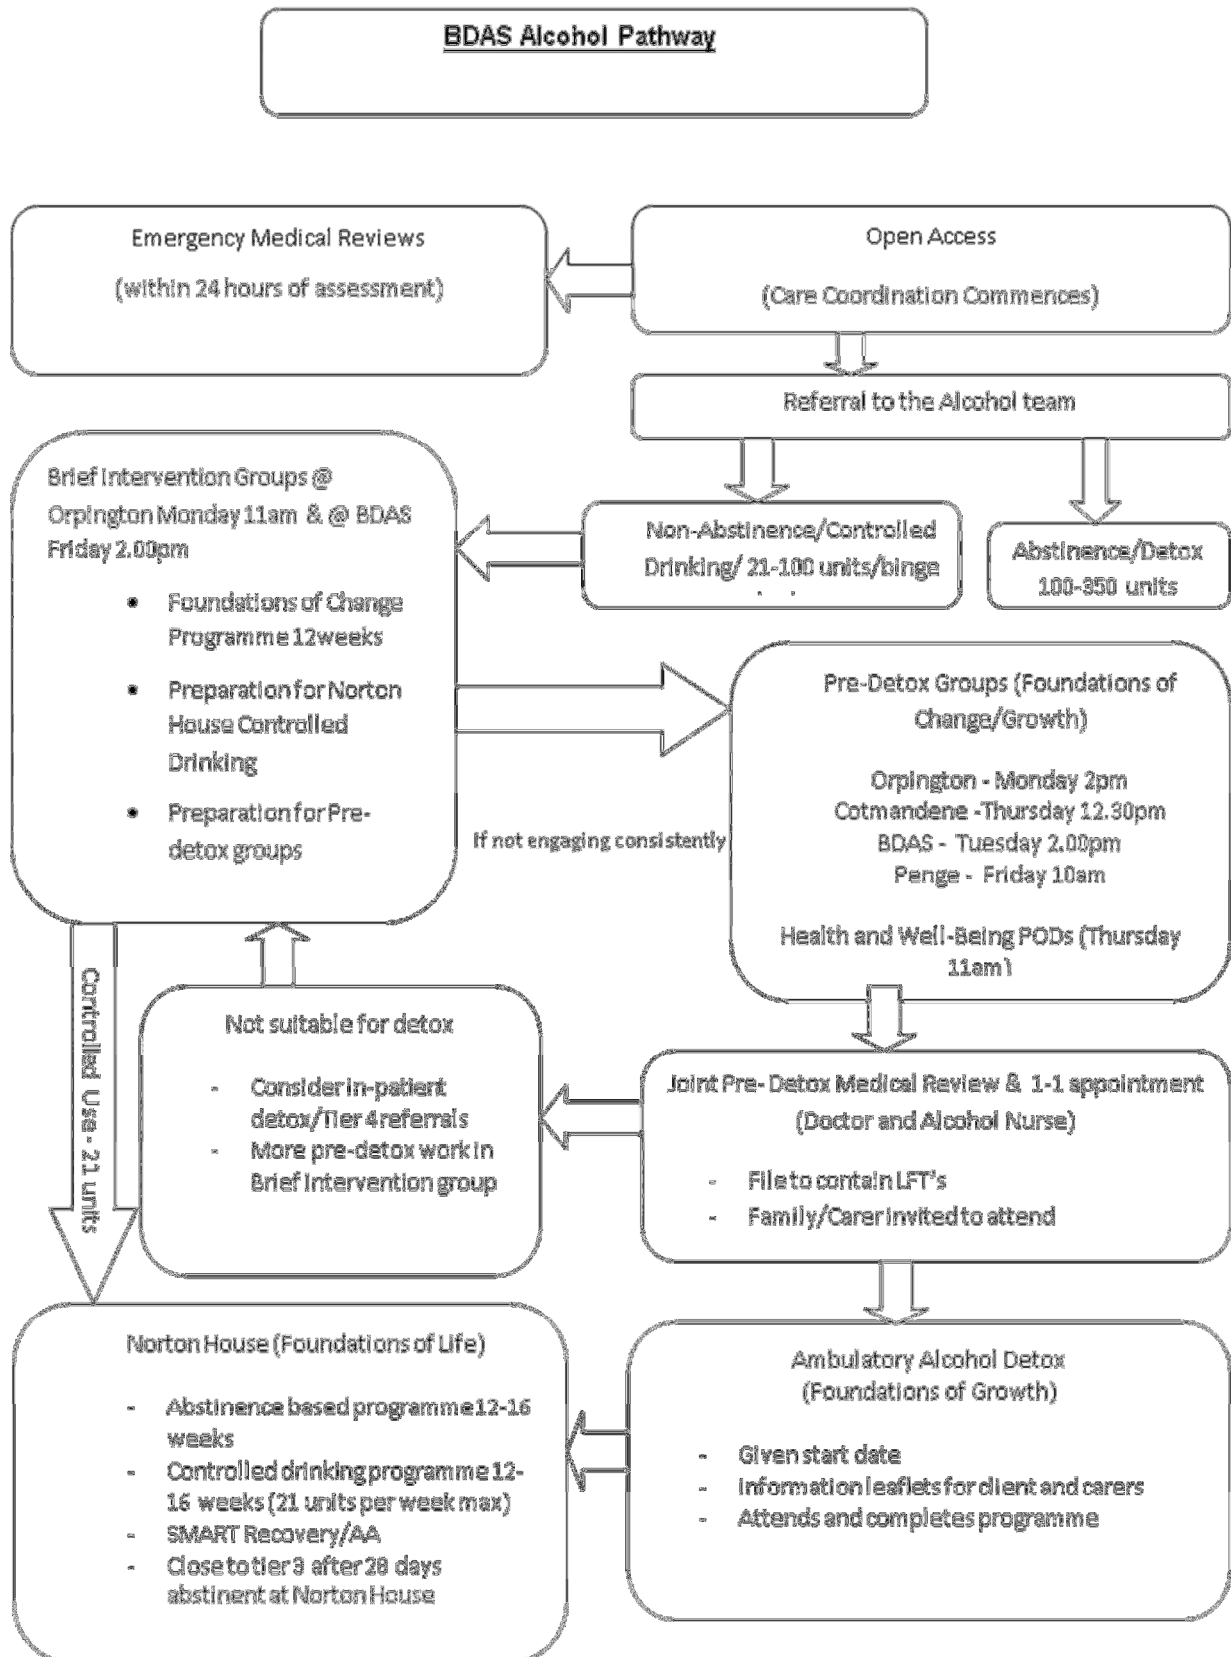 BDAS Alcohol Pathway
Emergency Medical Reviews
(within 24 hours of assessment)
Open Access
(Care Coordination Commences)
Referral to the Alcohol team
Brief Intervention Groups @
Orpington Monday 11am & @ BDAS
Friday 2.00pm
• Foundations of Change
Programme 12weeks
• Preparation for Norton
House Controlled
Drinking
• Preparation for Pre-
detox groups
Non-Abstinence/Controlled
Drinking/ 21-100 units/binge
Abstinence/Detox
100-350 units
If not engaging consistently
Pre-Detox Groups (Foundations of
Change/Growth)
Orpington - Monday 2pm
Cotmandene -Thursday 12.30pm
BDAS - Tuesday 2.00pm
Penge - Friday 10am
Health and Well-Being PODs (Thursday
11am)
Controlled Use - 21 units
Not suitable for detox
- Consider in-patient
detox/Tier 4 referrals
- More pre-detox work in
Brief Intervention group
Joint Pre- Detox Medical Review & 1-1 appointment
(Doctor and Alcohol Nurse)
- File to contain LFT's
- Family/Carer invited to attend
Norton House (Foundations of Life)
- Abstinence based programme 12-16
weeks
- Controlled drinking programme 12-
16 weeks (21 units per week max)
- SMART Recovery/AA
- Close to tier 3 after 28 days
abstinent at Norton House
Ambulatory Alcohol Detox
(Foundations of Growth)
- Given start date
- Information leaflets for client and carers
- Attends and completes programme